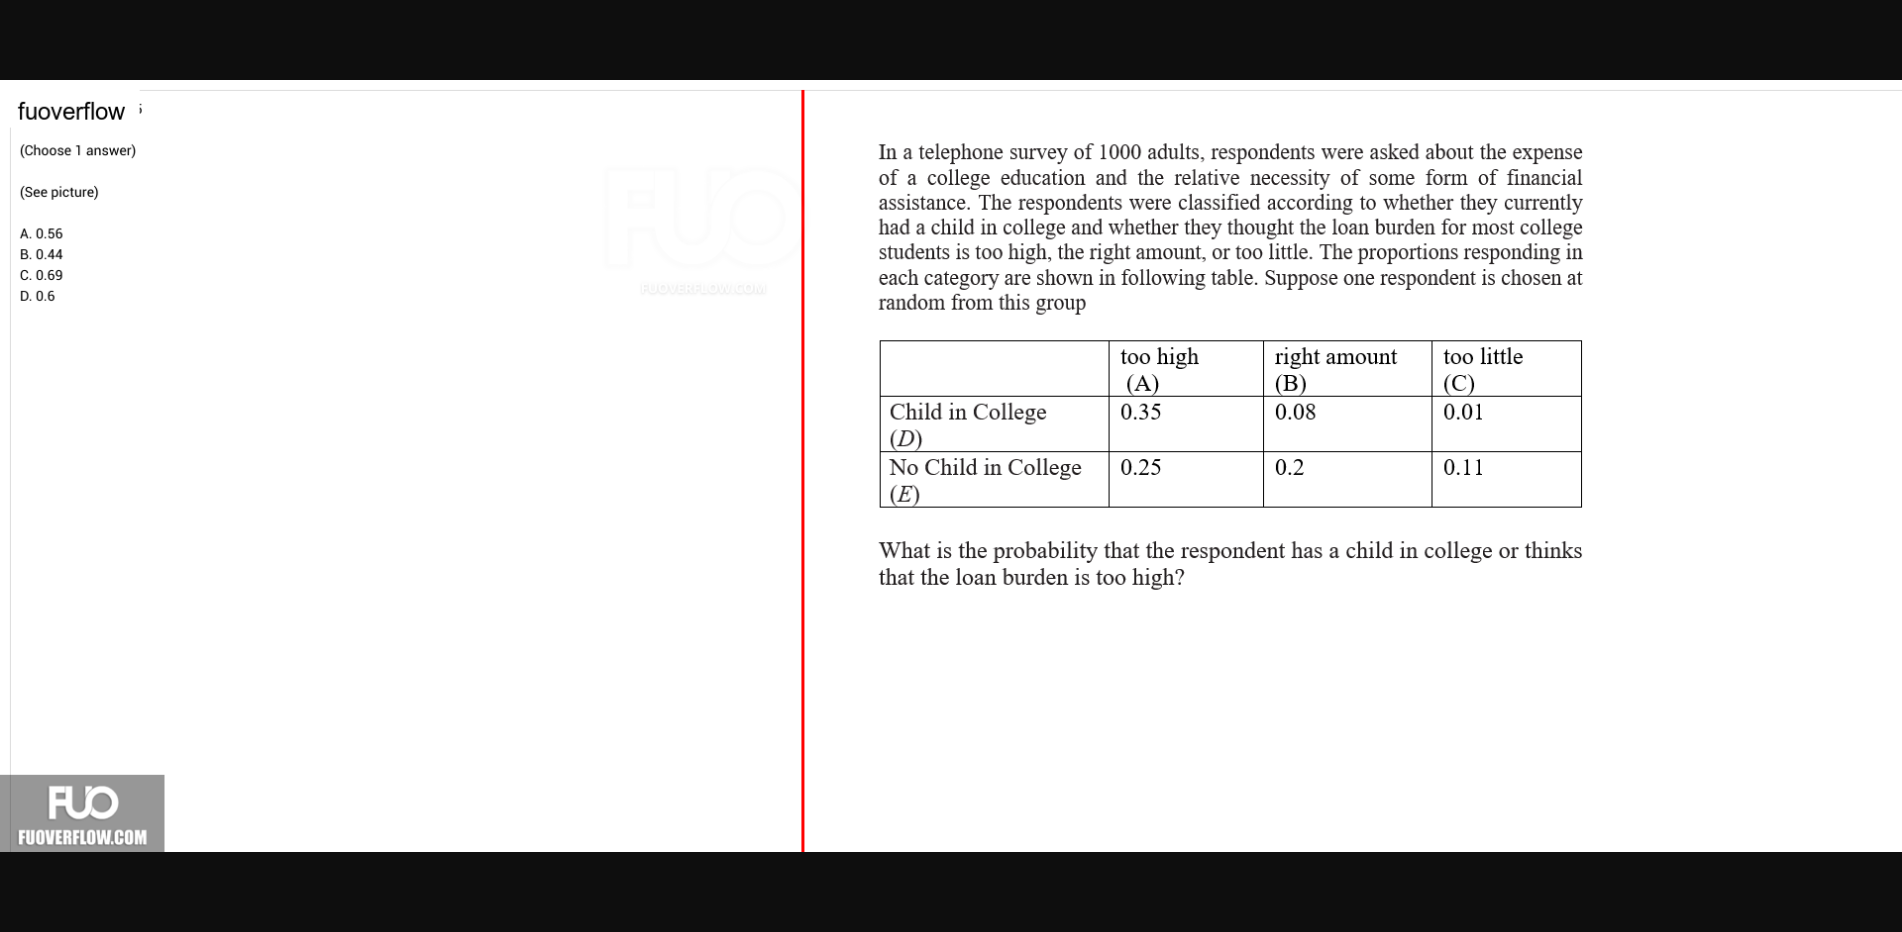 fuoverflow
(Choose 1 answer)
(See picture)
A. 0.56
B. 0.44
C. 0.69
D. 0.6
FUO
FUOVERFLOW.COM
In a telephone survey of 1000 adults, respondents were asked about the expense
of a college education and the relative necessity of some form of financial
assistance. The respondents were classified according to whether they currently
had a child in college and whether they thought the loan burden for most college
students is too high, the right amount, or too little. The proportions responding in
each category are shown in following table. Suppose one respondent is chosen at
random from this group
too high right amount too little
(A) (B) (C)
Child in College 0.35 0.08 0.01
(D)
No Child in College 0.25 0.2 0.11
(E)
What is the probability that the respondent has a child in college or thinks
that the loan burden is too high?
FUO
FUOVERFLOW.COM